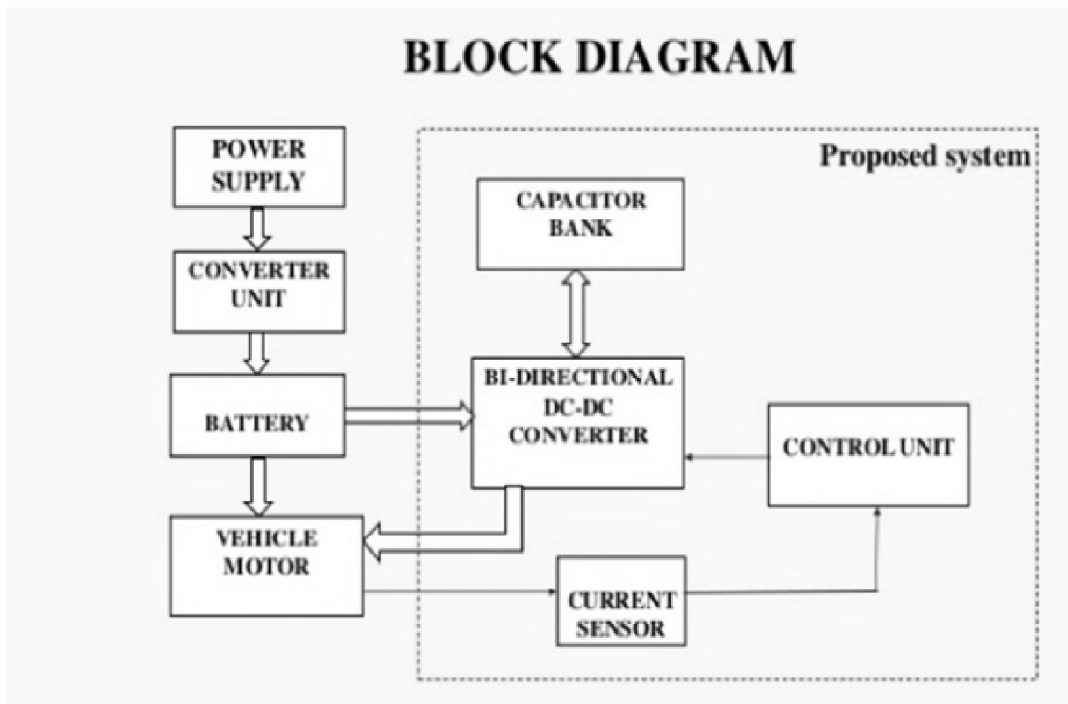 BLOCK DIAGRAM
POWER
SUPPLY
Proposed system
CAPACITOR
BANK
CONVERTER
UNIT
BI-DIRECTIONAL
DC-DC
CONVERTER
BATTERY
CONTROL UNIT
VEHICLE
MOTOR
CURRENT
SENSOR